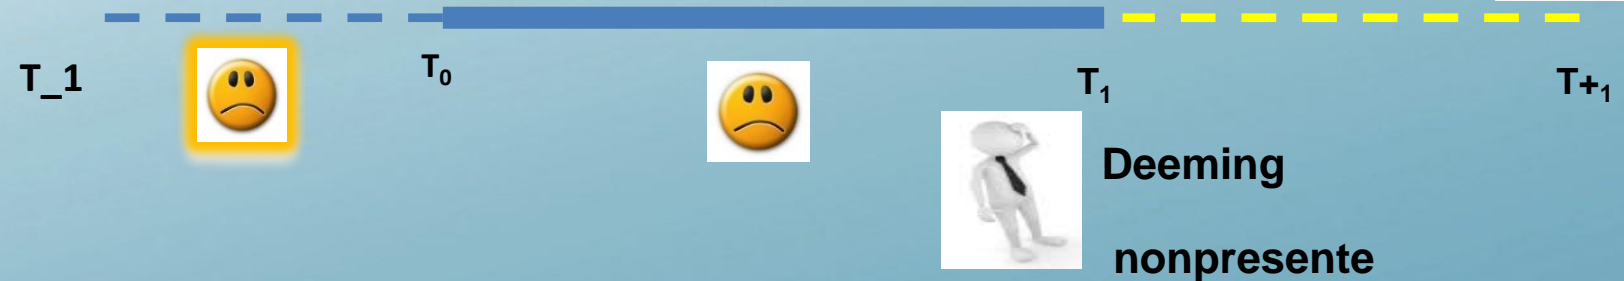 T_1
T₀
T₁
T+₁
Deeming
nonpresente